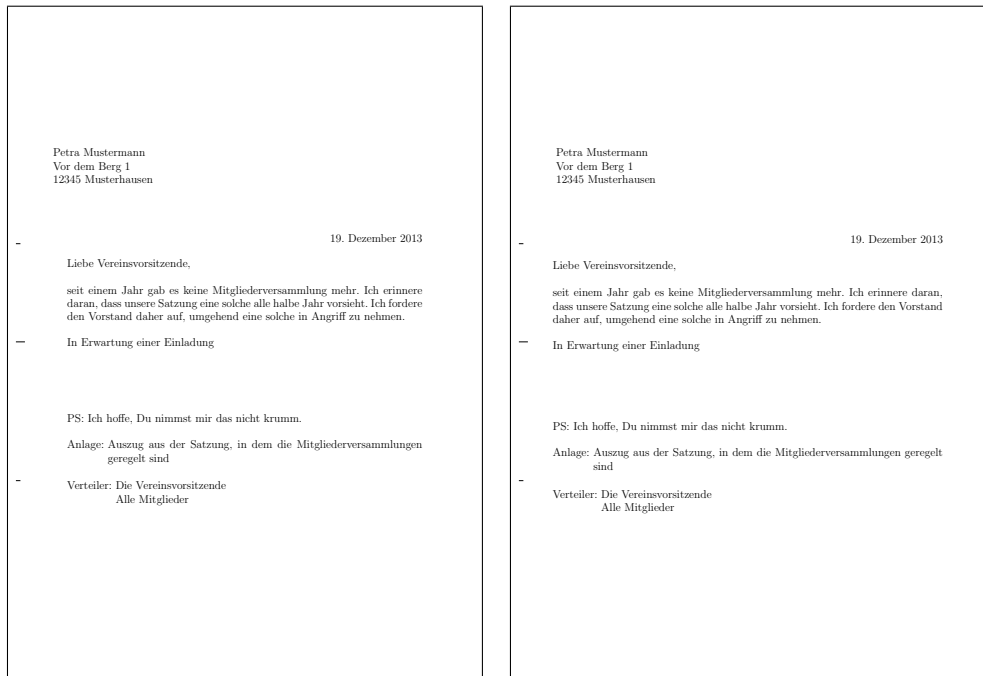 Petra Mustermann
Vor dem Berg 1
12345 Musterhausen
19. Dezember 2013
Liebe Vereinsvorsitzende,
seit einem Jahr gab es keine Mitgliederversammlung mehr. Ich erinnere
daran, dass unsere Satzung eine solche alle halbe Jahr vorsieht. Ich fordere
den Vorstand daher auf, umgehend eine solche in Angriff zu nehmen.
In Erwartung einer Einladung
PS: Ich hoffe, Du nimmst mir das nicht krumm.
Anlage: Auszug aus der Satzung, in dem die Mitgliederversammlungen
geregelt sind
Verteiler: Die Vereinsvorsitzende
Alle Mitglieder
Petra Mustermann
Vor dem Berg 1
12345 Musterhausen
19. Dezember 2013
Liebe Vereinsvorsitzende,
seit einem Jahr gab es keine Mitgliederversammlung mehr. Ich erinnere daran,
dass unsere Satzung eine solche alle halbe Jahr vorsieht. Ich fordere den Vorstand
daher auf, umgehend eine solche in Angriff zu nehmen.
In Erwartung einer Einladung
PS: Ich hoffe, Du nimmst mir das nicht krumm.
Anlage: Auszug aus der Satzung, in dem die Mitgliederversammlungen geregelt
sind
Verteiler: Die Vereinsvorsitzende
Alle Mitglieder